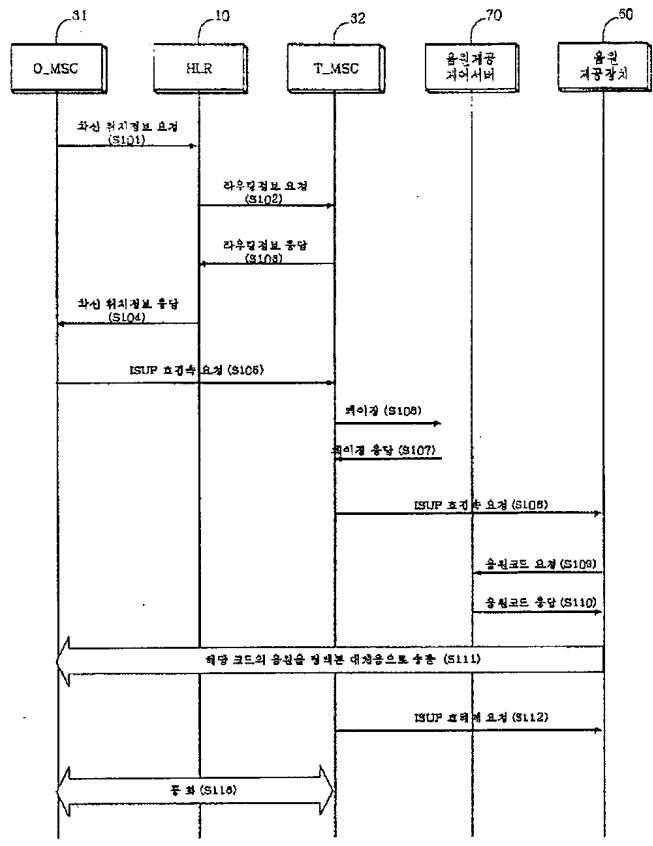 31
10
32
70
50
O_MSC
HLR
T_MSC
음원제공
제어서버
음원
제공장치
착신 위치정보 요청
(S101)
라우팅정보 요청
(S102)
라우팅정보 응답
(S103)
착신 위치정보 응답
(S104)
ISUP 호접속 요청 (S105)
페이징 (S106)
페이징 응답 (S107)
ISUP 호접속 요청 (S108)
음원코드 요청 (S109)
음원코드 응답 (S110)
해당 코드의 음원을 링백톤 대체음으로 송출 (S111)
ISUP 호해제 요청 (S112)
통 화 (S113)